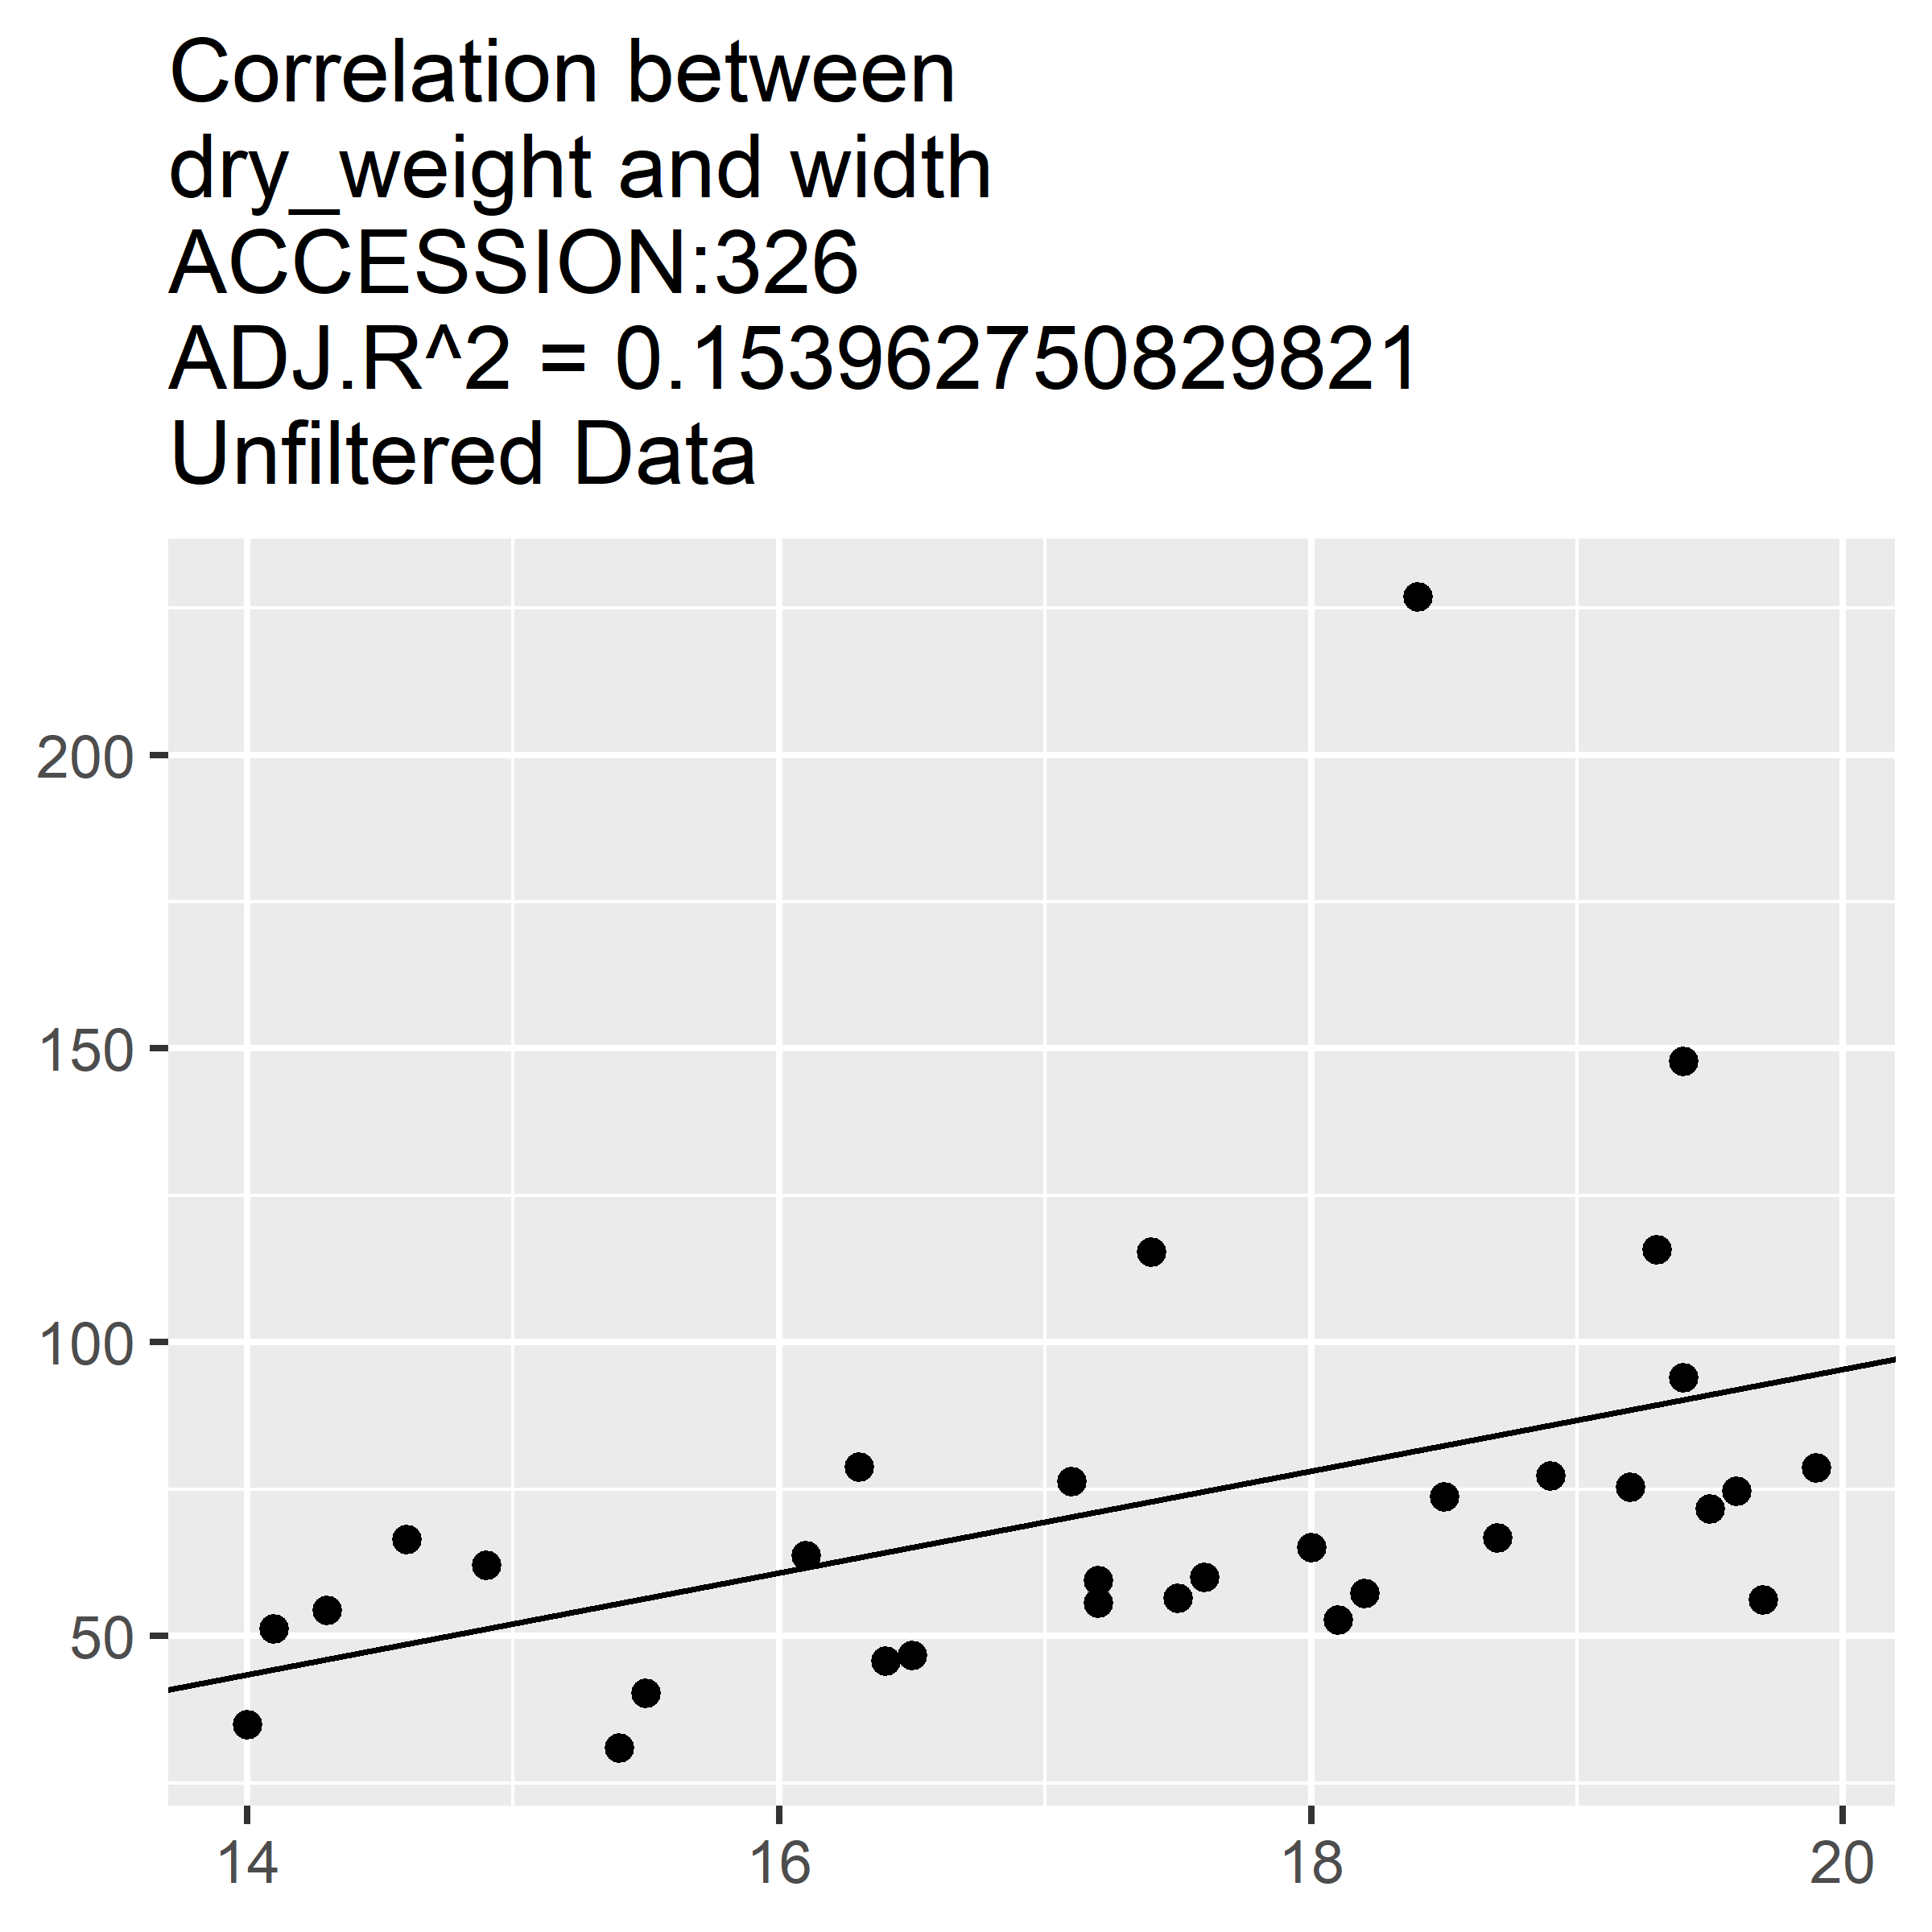 Correlation between
dry_weight and width
ACCESSION:326
ADJ.R^2 = 0.153962750829821
Unfiltered Data
200
150
100
50
14 16 18 20